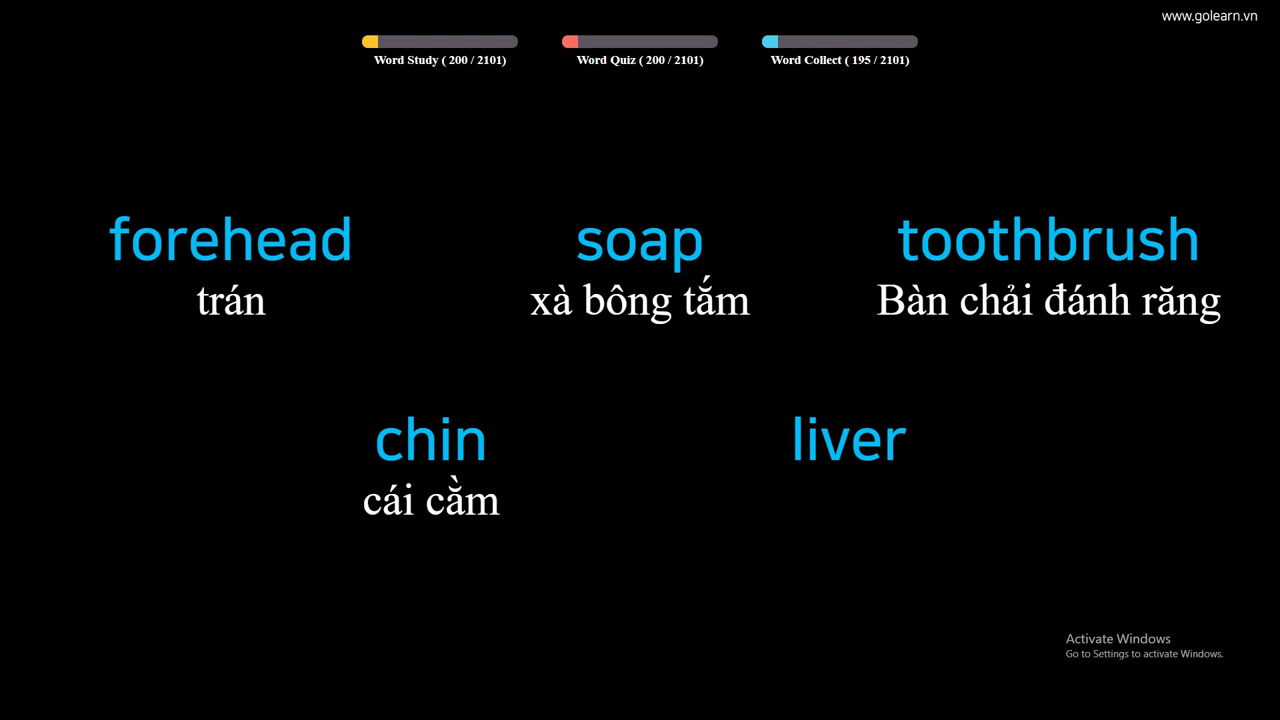 www.golearn.vn
Word Study ( 200 / 2101) Word Quiz ( 200 / 2101) Word Collect ( 195 / 2101)
forehead soap toothbrush
trán xà bông tắm Bàn chải đánh răng
chin liver
cái cằm
Activate Windows
Go to Settings to activate Windows.